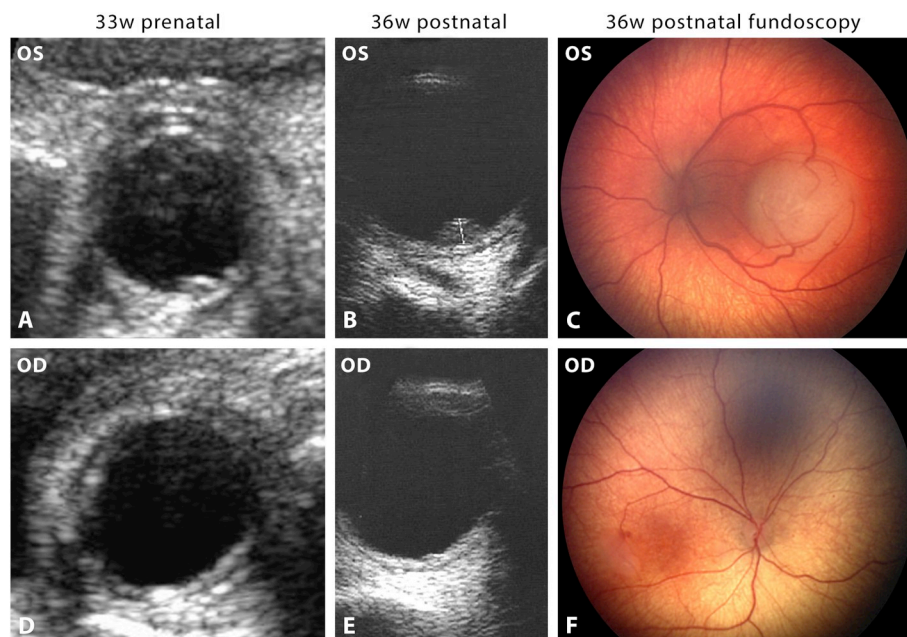 33w prenatal 36w postnatal 36w postnatal fundoscopy
OS OS OS
A B C
OD OD OD
D E F